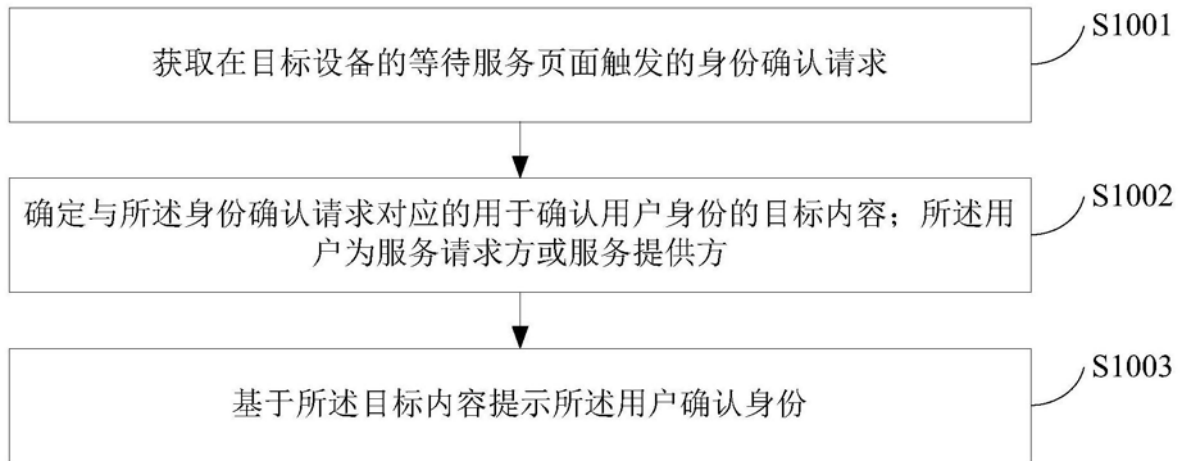 获取在目标设备的等待服务页面触发的身份确认请求
S1001
确定与所述身份确认请求对应的用于确认用户身份的目标内容；所述用
户为服务请求方或服务提供方
S1002
基于所述目标内容提示所述用户确认身份
S1003